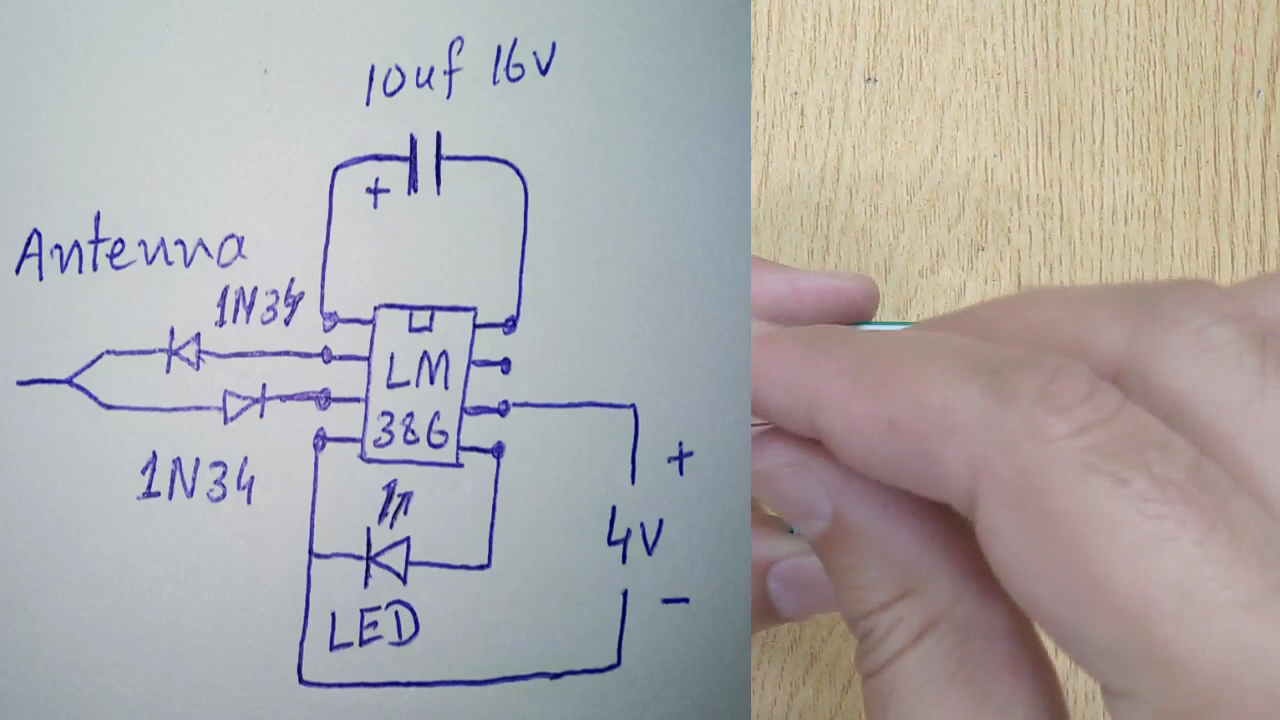 10uf 16v
+
Antenna
1N34
LM
386
1N34
+
4V
−
LED